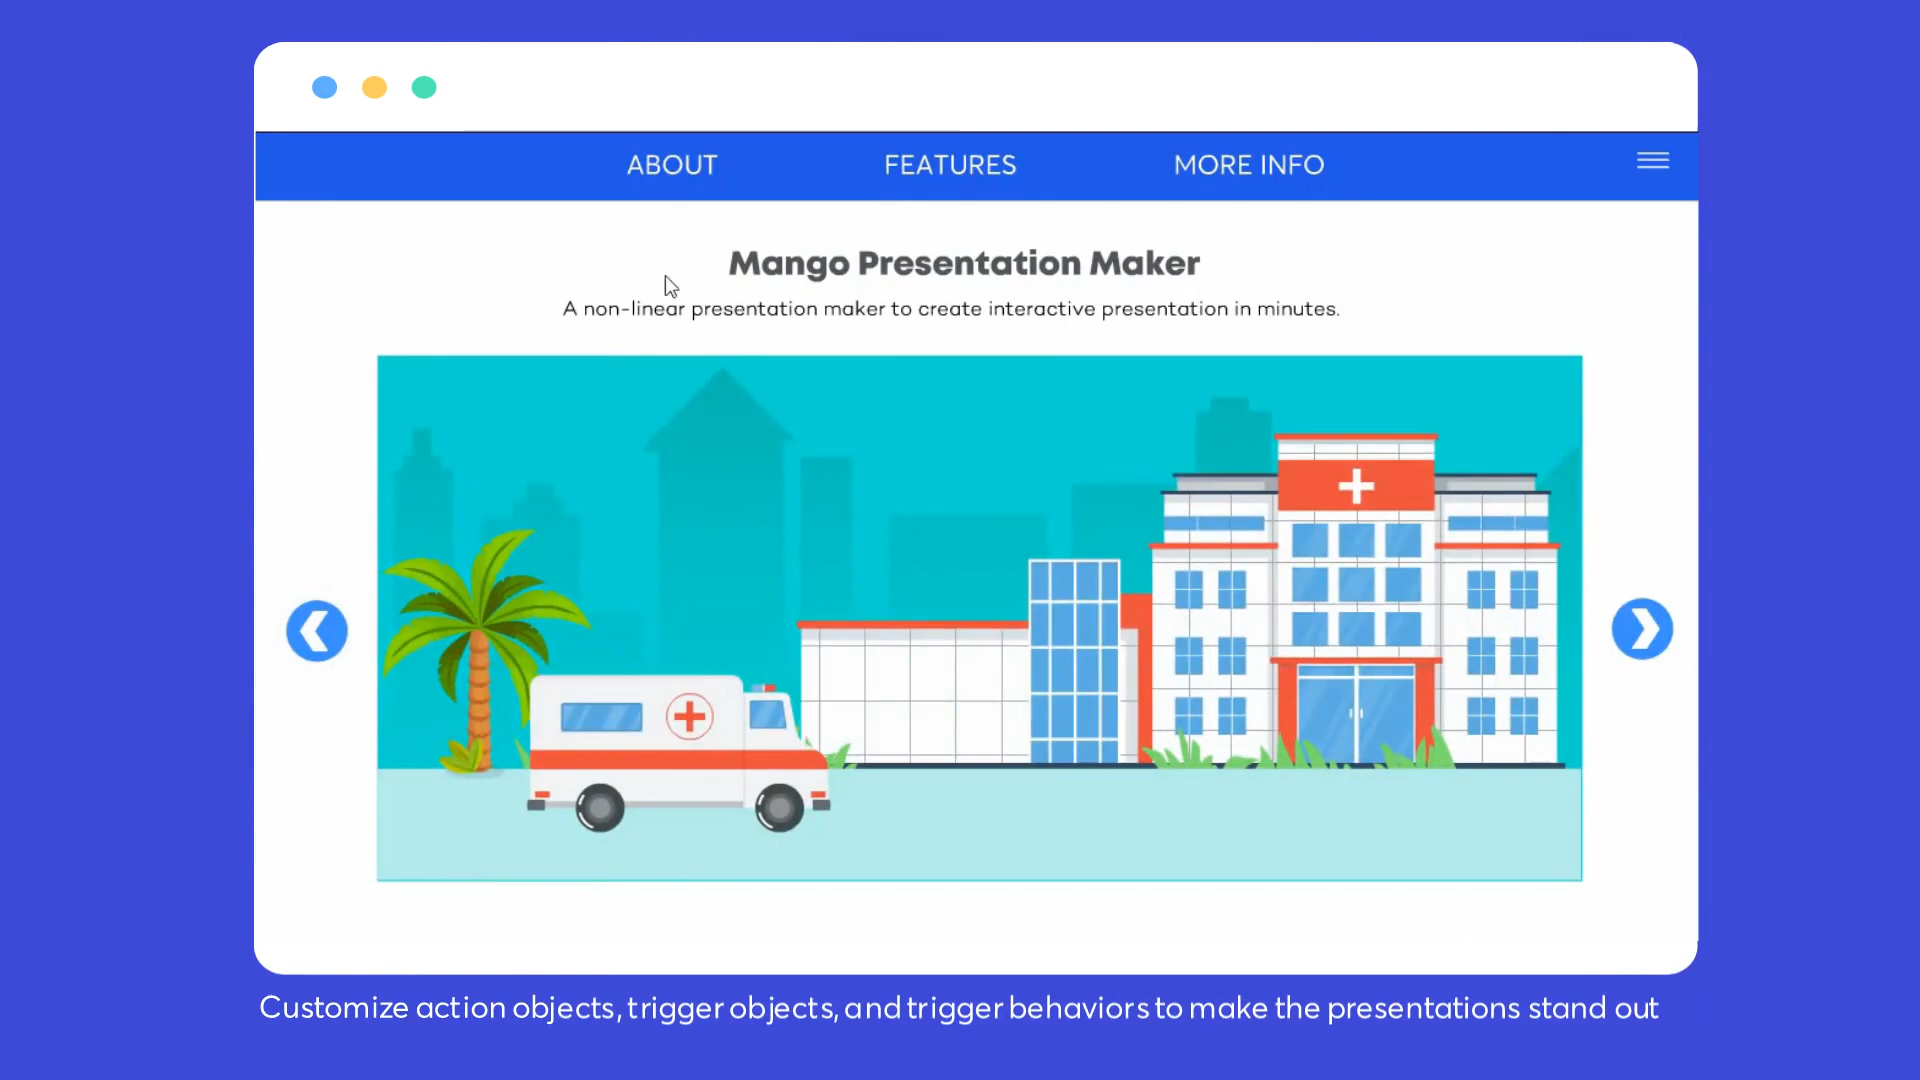 ABOUT
FEATURES
MORE INFO
Mango Presentation Maker
A non-linear presentation maker to create interactive presentation in minutes.
Customize action objects, trigger objects, and trigger behaviors to make the presentations stand out